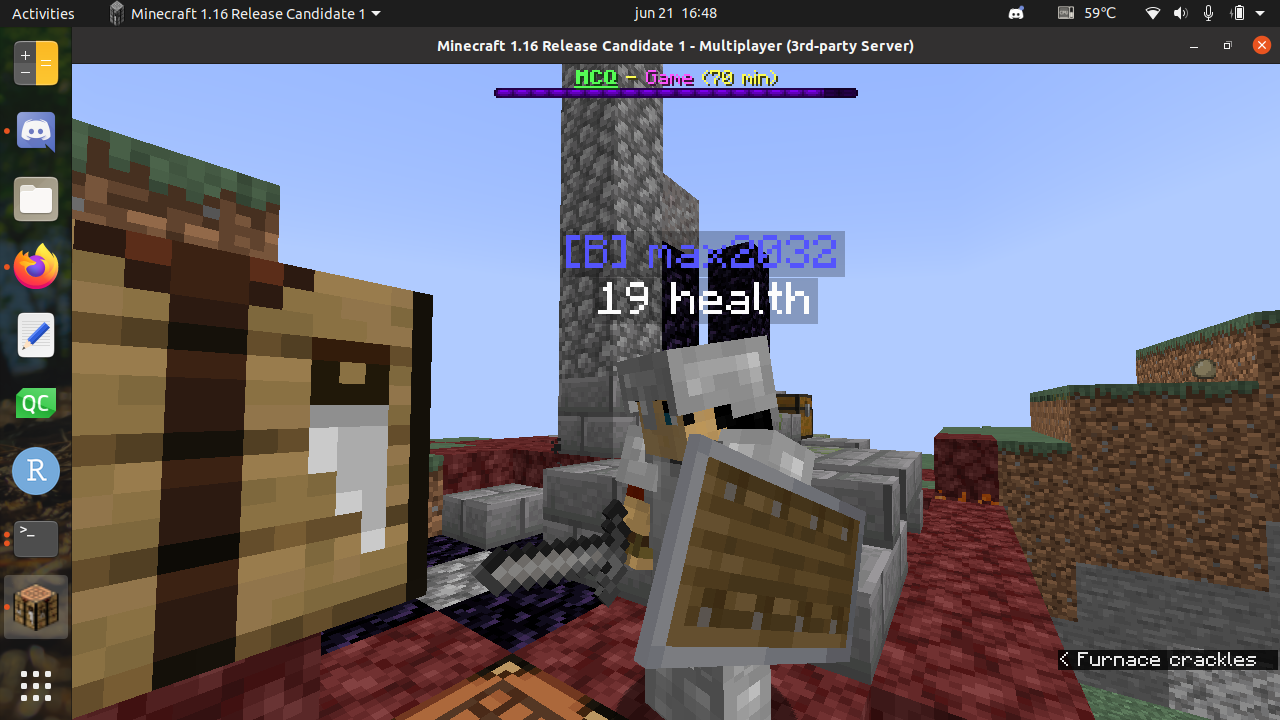 Activities
Minecraft 1.16 Release Candidate 1
jun 21 16:48
59°C
Minecraft 1.16 Release Candidate 1 - Multiplayer (3rd-party Server)
MCQ - Game (70 min)
[B] max2032
19 health
QC
R
>_
< Furnace crackles